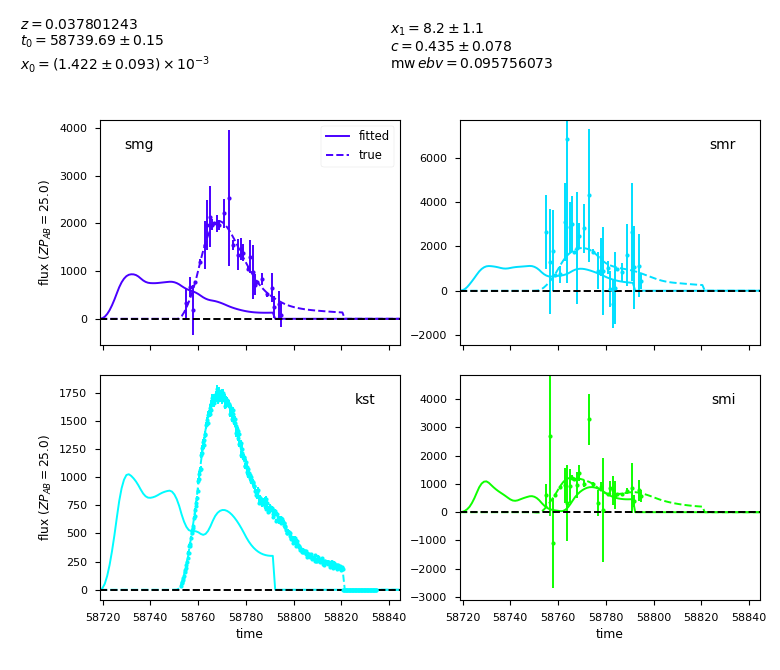 z = 0.037801243
t₀ = 58739.69 ± 0.15
x₀ = (1.422 ± 0.093) × 10⁻³
x₁ = 8.2 ± 1.1
c = 0.435 ± 0.078
mwebv = 0.095756073
smg
fitted
true
4000
3000
2000
1000
0
flux (ZP_AB = 25.0)
smr
6000
4000
2000
0
−2000
kst
1750
1500
1250
1000
750
500
250
0
flux (ZP_AB = 25.0)
58720 58740 58760 58780 58800 58820 58840
time
smi
4000
3000
2000
1000
0
−1000
−2000
−3000
58720 58740 58760 58780 58800 58820 58840
time